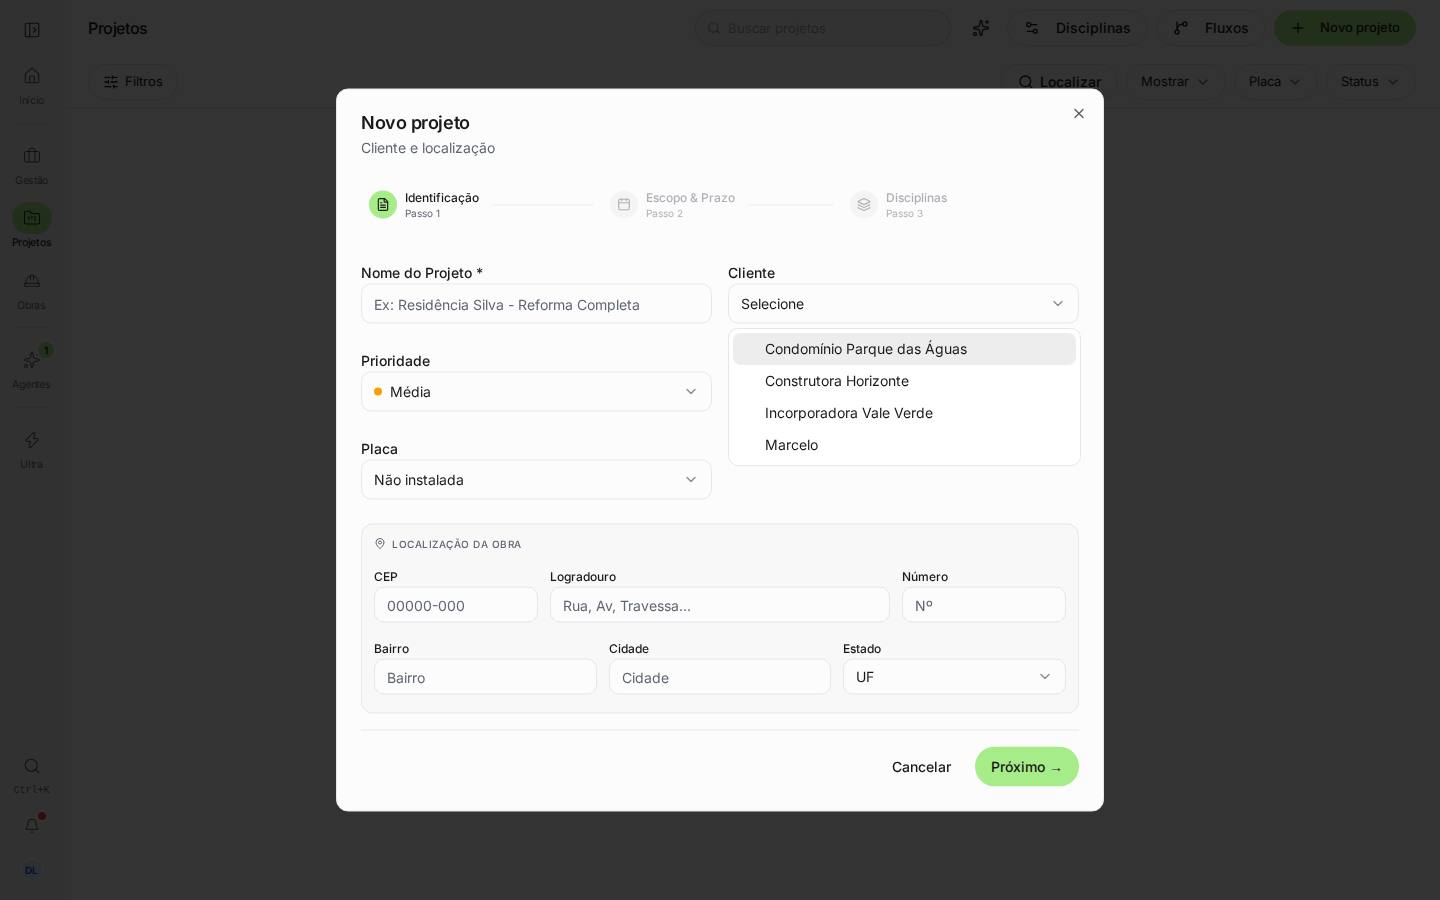 Projetos
Buscar projetos
Disciplinas
Fluxos
Novo projeto
Filtros
Localizar
Mostrar
Placa
Status
Início
Gestão
Projetos
Obras
1
Agentes
Ultra
Ctrl+K
DL
Novo projeto
Cliente e localização
Identificação
Passo 1
Escopo & Prazo
Passo 2
Disciplinas
Passo 3
Nome do Projeto *
Ex: Residência Silva - Reforma Completa
Cliente
Selecione
Condomínio Parque das Águas
Construtora Horizonte
Incorporadora Vale Verde
Marcelo
Prioridade
Média
Placa
Não instalada
LOCALIZAÇÃO DA OBRA
CEP
00000-000
Logradouro
Rua, Av, Travessa...
Número
Nº
Bairro
Bairro
Cidade
Cidade
Estado
UF
Cancelar
Próximo →